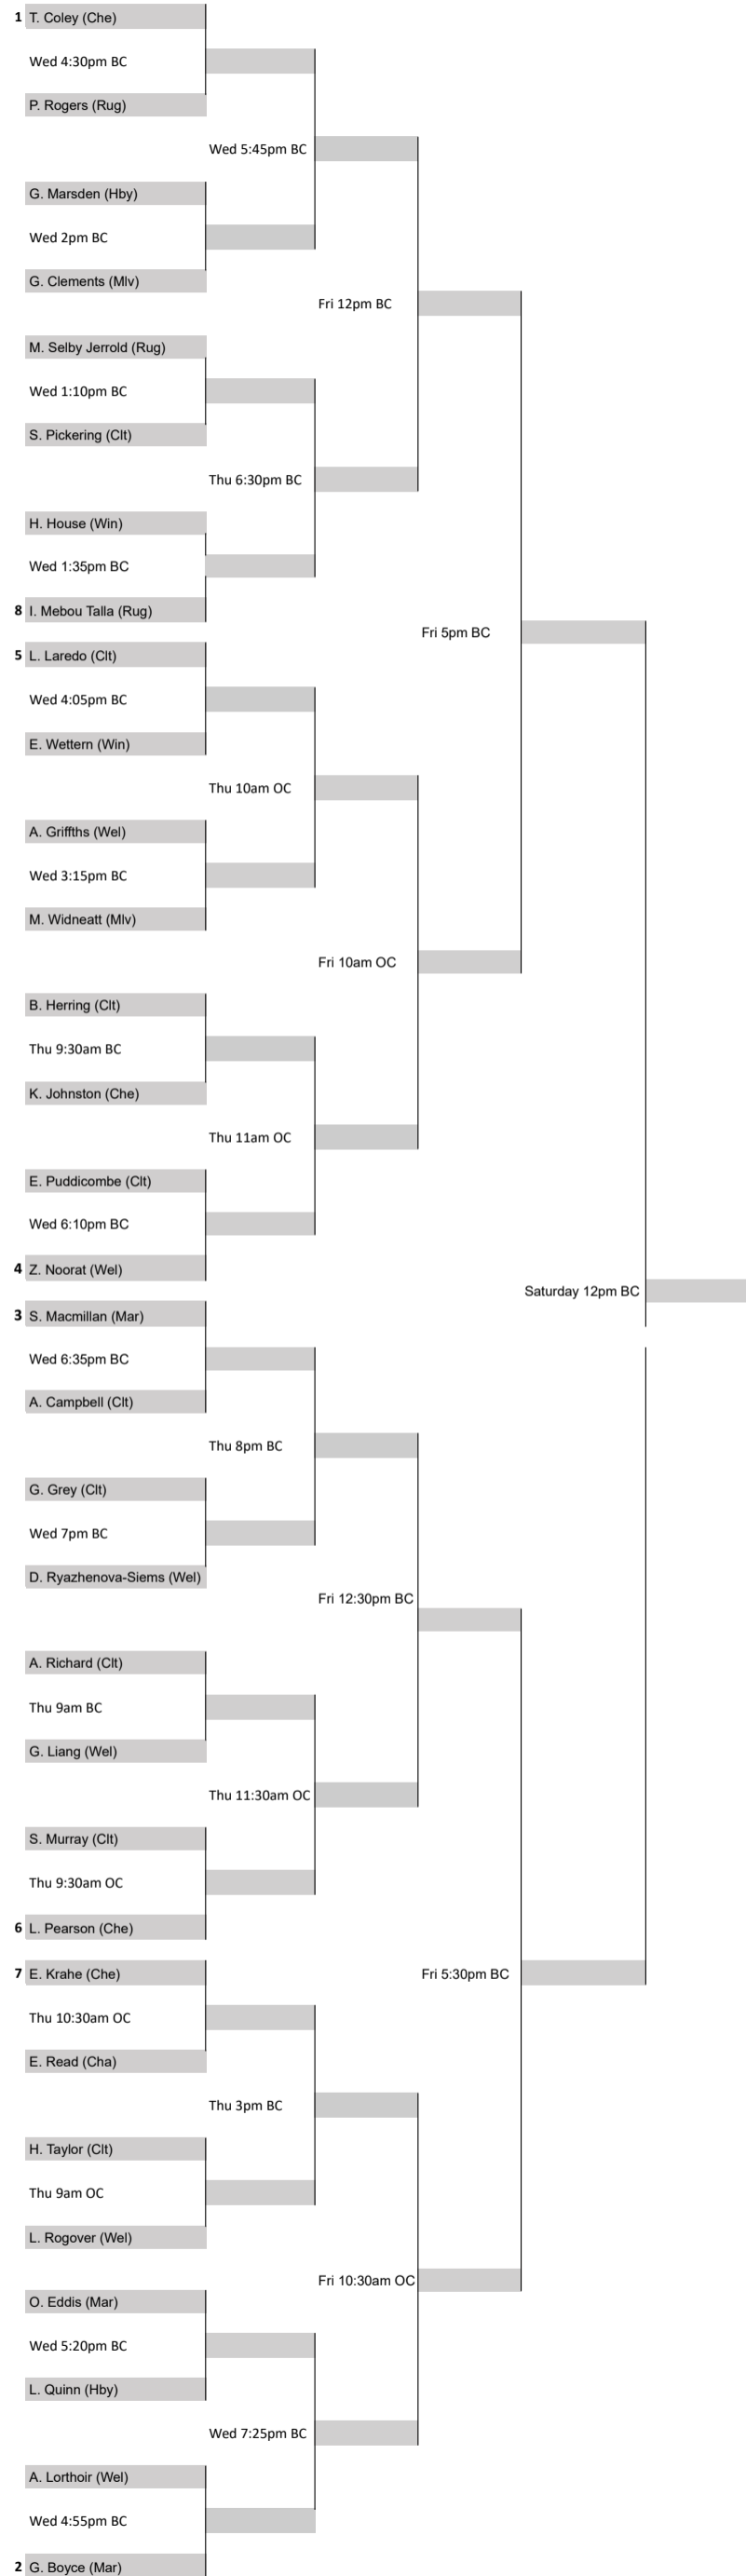 1 T. Coley (Che)
Wed 4:30pm BC
P. Rogers (Rug)
Wed 5:45pm BC
G. Marsden (Hby)
Wed 2pm BC
G. Clements (Mlv)
Fri 12pm BC
M. Selby Jerrold (Rug)
Wed 1:10pm BC
S. Pickering (Clt)
Thu 6:30pm BC
H. House (Win)
Wed 1:35pm BC
8 I. Mebou Talla (Rug)
Fri 5pm BC
5 L. Laredo (Clt)
Wed 4:05pm BC
E. Wettern (Win)
Thu 10am OC
A. Griffths (Wel)
Wed 3:15pm BC
M. Widneatt (Mlv)
Fri 10am OC
B. Herring (Clt)
Thu 9:30am BC
K. Johnston (Che)
Thu 11am OC
E. Puddicombe (Clt)
Wed 6:10pm BC
4 Z. Noorat (Wel)
Saturday 12pm BC
3 S. Macmillan (Mar)
Wed 6:35pm BC
A. Campbell (Clt)
Thu 8pm BC
G. Grey (Clt)
Wed 7pm BC
D. Ryazhenova-Siems (Wel)
Fri 12:30pm BC
A. Richard (Clt)
Thu 9am BC
G. Liang (Wel)
Thu 11:30am OC
S. Murray (Clt)
Thu 9:30am OC
6 L. Pearson (Che)
7 E. Krahe (Che)
Fri 5:30pm BC
Thu 10:30am OC
E. Read (Cha)
Thu 3pm BC
H. Taylor (Clt)
Thu 9am OC
L. Rogover (Wel)
Fri 10:30am OC
O. Eddis (Mar)
Wed 5:20pm BC
L. Quinn (Hby)
Wed 7:25pm BC
A. Lorthoir (Wel)
Wed 4:55pm BC
2 G. Boyce (Mar)